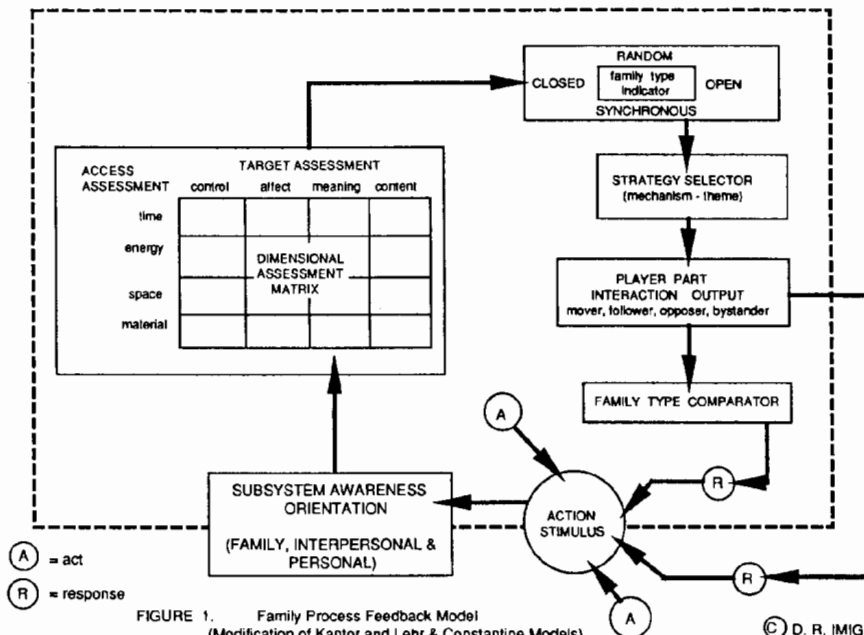 RANDOM
CLOSED
family type
indicator
OPEN
SYNCHRONOUS
TARGET ASSESSMENT
ACCESS
ASSESSMENT
control affect meaning content
time
energy
space
material
DIMENSIONAL
ASSESSMENT
MATRIX
STRATEGY SELECTOR
(mechanism - theme)
PLAYER PART
INTERACTION OUTPUT
mover, follower, opposer, bystander
FAMILY TYPE COMPARATOR
A
R
ACTION
STIMULUS
SUBSYSTEM AWARENESS
ORIENTATION
(FAMILY, INTERPERSONAL &
PERSONAL)
R
A
A = act
R = response
FIGURE 1. Family Process Feedback Model
(Modification of Kantor and Lehr & Constantine Models)
© D. R. IMIG